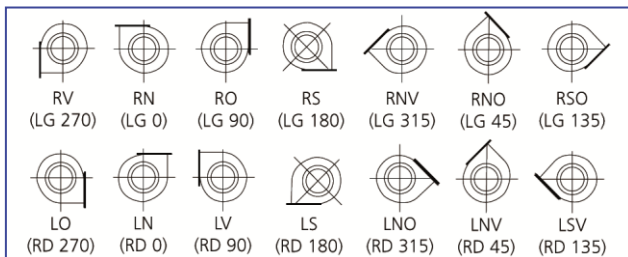 RV RN RO RS RNV RNO RSO
(LG 270) (LG 0) (LG 90) (LG 180) (LG 315) (LG 45) (LG 135)
LO LN LV LS LNO LNV LSV
(RD 270) (RD 0) (RD 90) (RD 180) (RD 315) (RD 45) (RD 135)